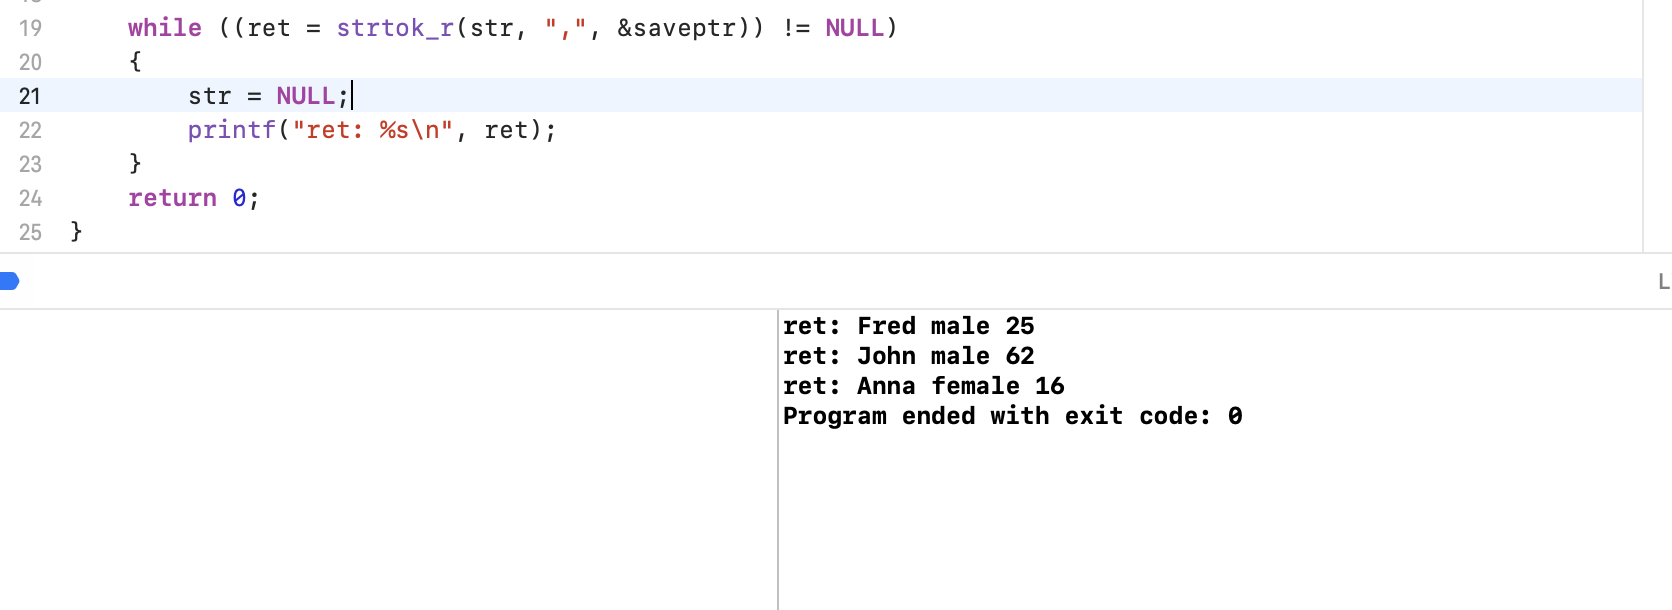 19 while ((ret = strtok_r(str, ",", &saveptr)) != NULL)
20 {
21 str = NULL;
22 printf("ret: %s\n", ret);
23 }
24 return 0;
25 }
L
ret: Fred male 25
ret: John male 62
ret: Anna female 16
Program ended with exit code: 0